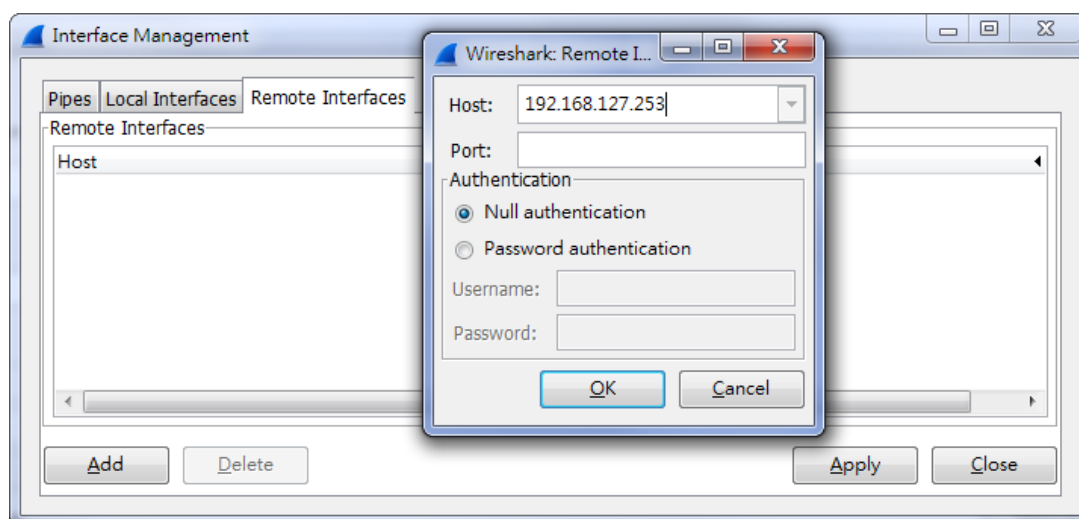 Interface Management
Wireshark: Remote I...
Pipes
Local Interfaces
Remote Interfaces
Remote Interfaces
Host
Host:
192.168.127.253
Port:
Authentication
Null authentication
Password authentication
Username:
Password:
OK
Cancel
Add
Delete
Apply
Close